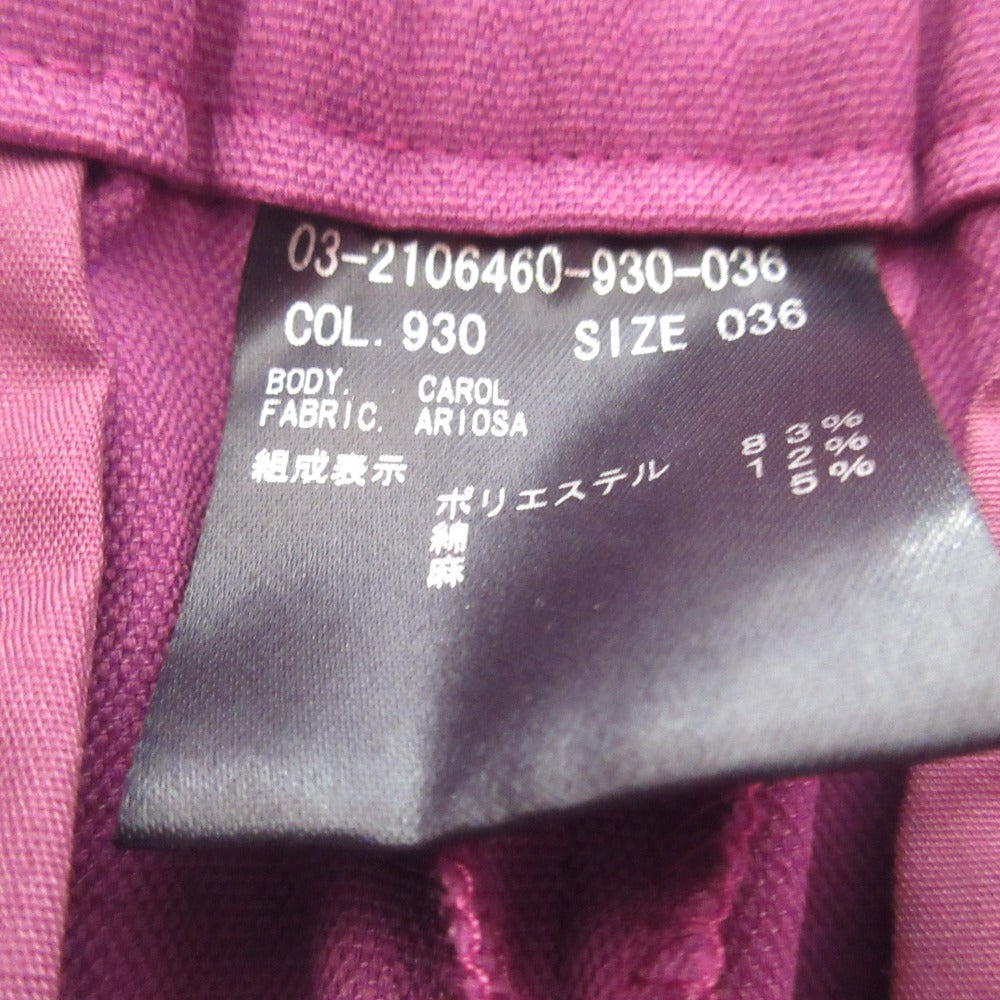 03-2106460-930-036
COL. 930 SIZE 036
BODY. CAROL
FABRIC. ARIOSA
組成表示
ポリエステル 83%
綿 12%
麻 5%